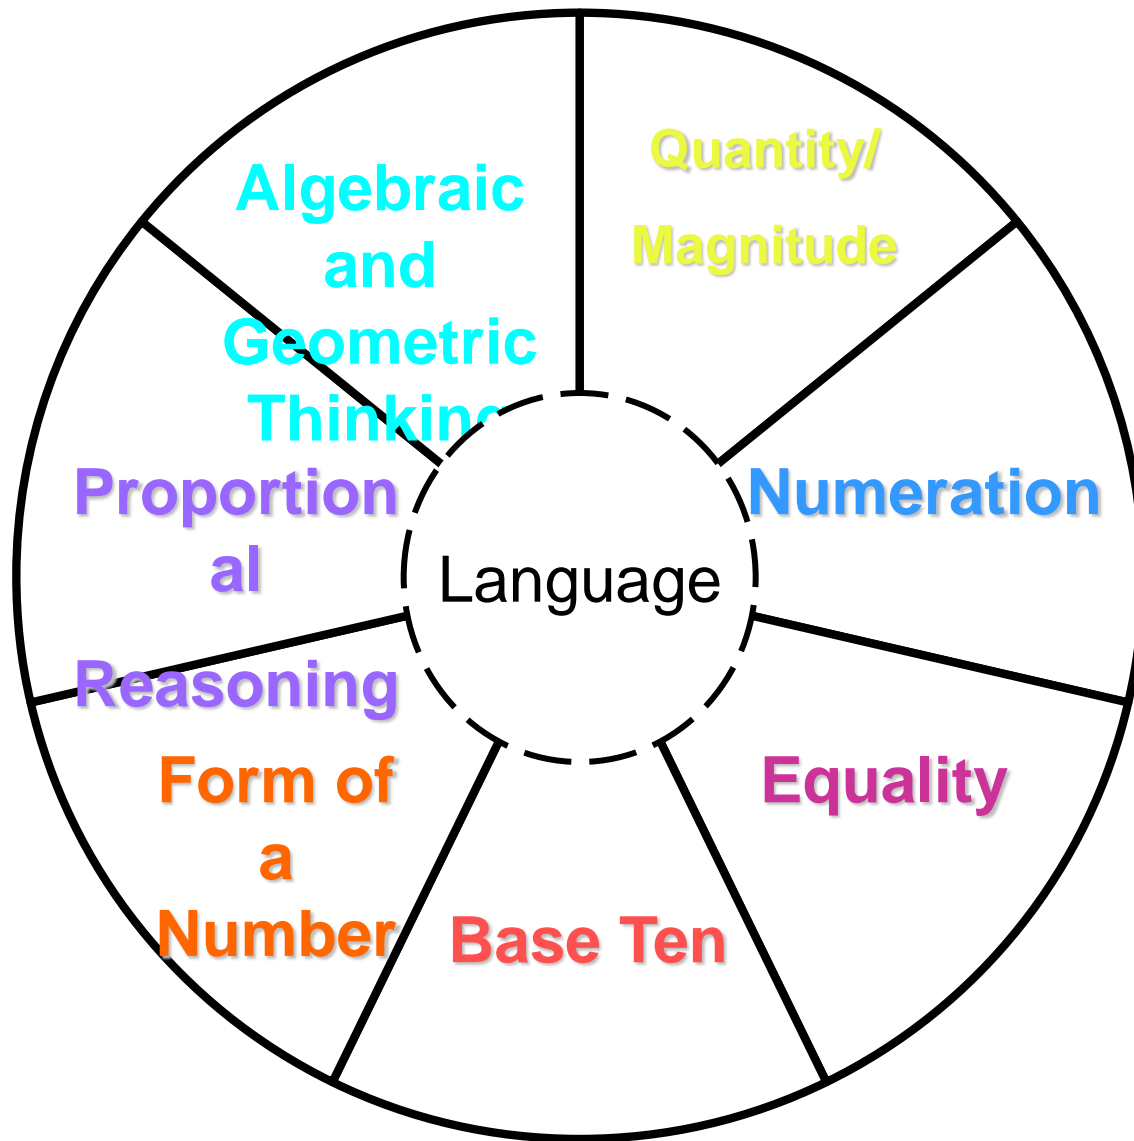 Quantity/
Magnitude
Numeration
Equality
Base Ten
Form of
a
Number
Proportion
al
Reasoning
Algebraic
and
Geometric
Thinking
Language